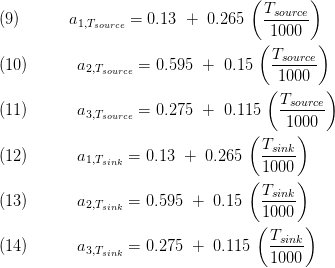 (9) a_{1,T_{source}} = 0.13 + 0.265 (T_{source}/1000)
(10) a_{2,T_{source}} = 0.595 + 0.15 (T_{source}/1000)
(11) a_{3,T_{source}} = 0.275 + 0.115 (T_{source}/1000)
(12) a_{1,T_{sink}} = 0.13 + 0.265 (T_{sink}/1000)
(13) a_{2,T_{sink}} = 0.595 + 0.15 (T_{sink}/1000)
(14) a_{3,T_{sink}} = 0.275 + 0.115 (T_{sink}/1000)